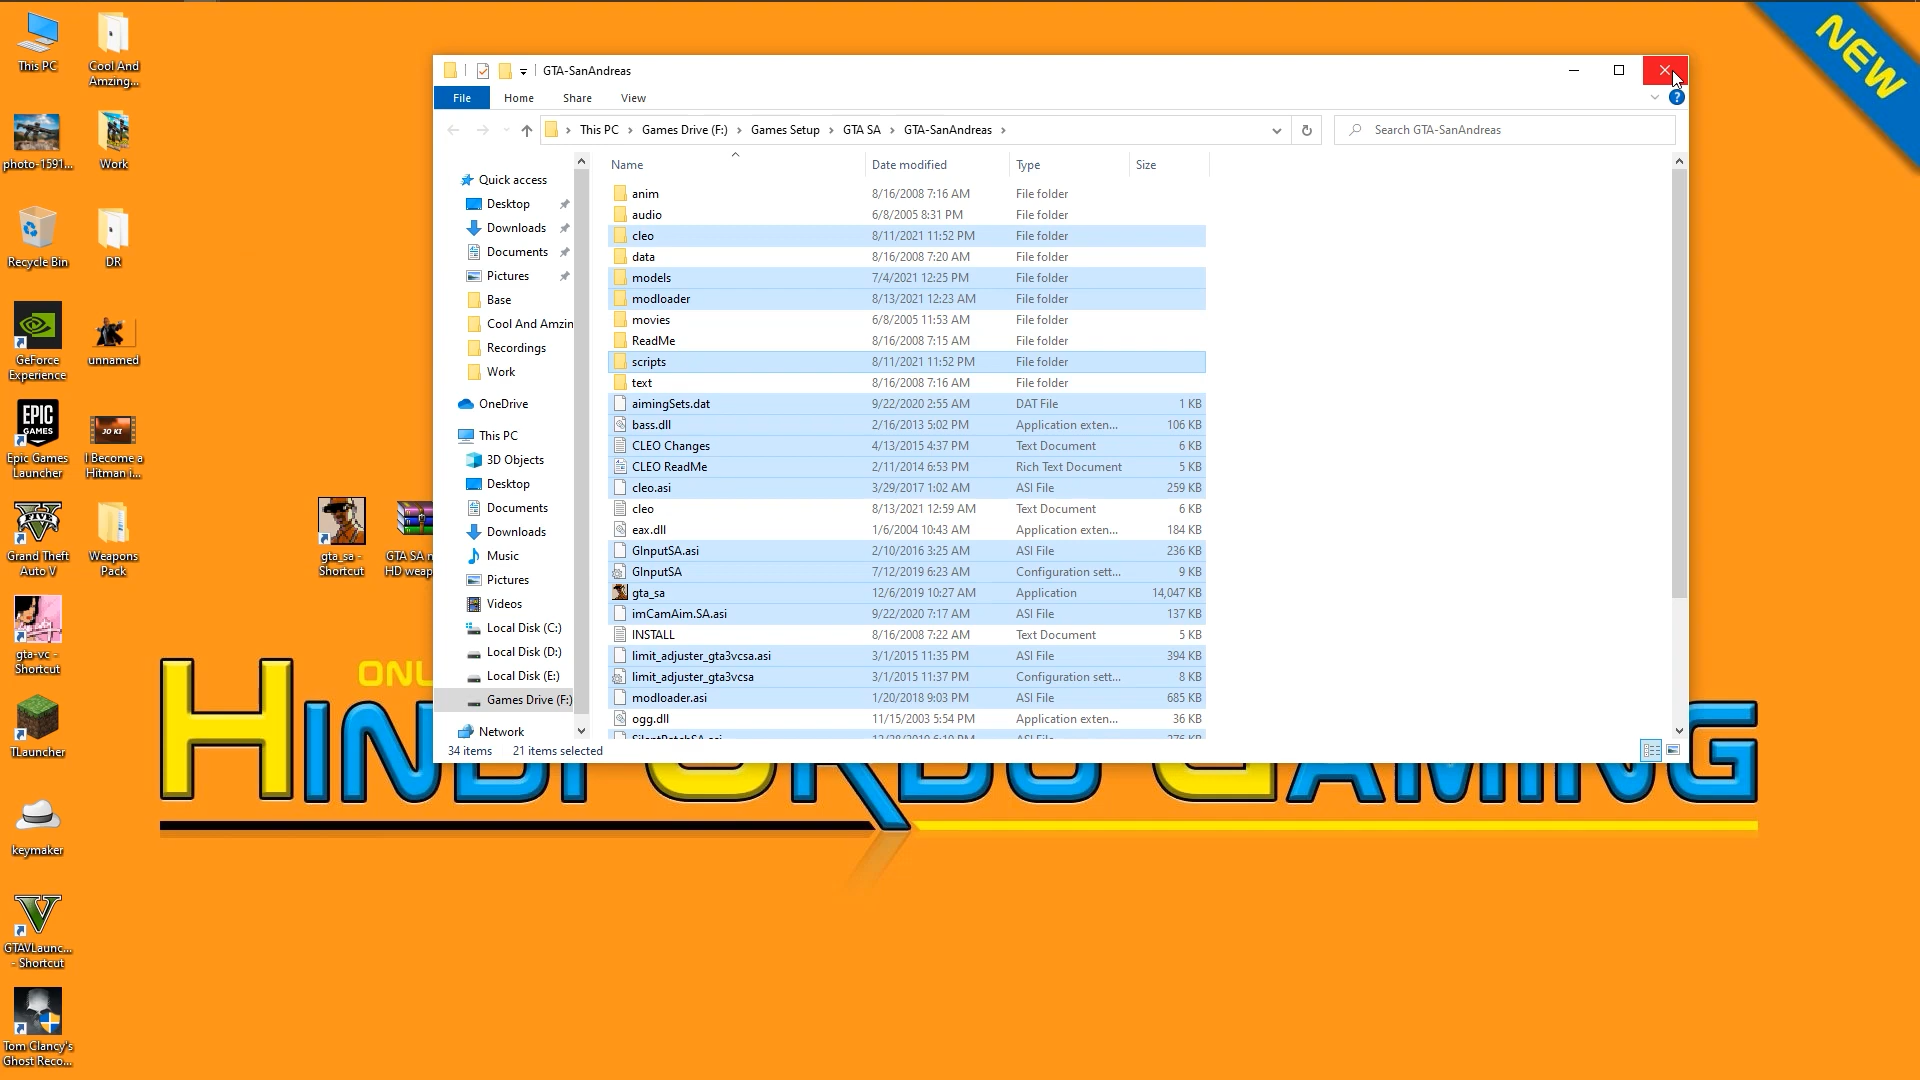 This PC
Cool And
Amzing...
photo-1591...
Work
Recycle Bin
DR
GeForce
Experience
unnamed
EPIC
GAMES
Epic Games
Launcher
JO KI
I Become a
Hitman i...
FIVE
Grand Theft
Auto V
Weapons
Pack
gta_sa -
Shortcut
GTA SA
HD weap
gta-vc -
Shortcut
TLauncher
keymaker
GTAVLaunc...
- Shortcut
Tom Clancy's
Ghost Reco...
NEW
GTA-SanAndreas
File Home Share View
This PC Games Drive (F:) Games Setup GTA SA GTA-SanAndreas
Search GTA-SanAndreas
Quick access
Desktop
Downloads
Documents
Pictures
Base
Cool And Amzin
Recordings
Work
OneDrive
This PC
3D Objects
Desktop
Documents
Downloads
Music
Pictures
Videos
Local Disk (C:)
Local Disk (D:)
Local Disk (E:)
Games Drive (F:)
Network
Name Date modified Type Size
anim 8/16/2008 7:16 AM File folder
audio 6/8/2005 8:31 PM File folder
cleo 8/11/2021 11:52 PM File folder
data 8/16/2008 7:20 AM File folder
models 7/4/2021 12:25 PM File folder
modloader 8/13/2021 12:23 AM File folder
movies 6/8/2005 11:53 AM File folder
ReadMe 8/16/2008 7:15 AM File folder
scripts 8/11/2021 11:52 PM File folder
text 8/16/2008 7:16 AM File folder
aimingSets.dat 9/22/2020 2:55 AM DAT File 1 KB
bass.dll 2/16/2013 5:02 PM Application exten... 106 KB
CLEO Changes 4/13/2015 4:37 PM Text Document 6 KB
CLEO ReadMe 2/11/2014 6:53 PM Rich Text Document 5 KB
cleo.asi 3/29/2017 1:02 AM ASI File 259 KB
cleo 8/13/2021 12:59 AM Text Document 6 KB
eax.dll 1/6/2004 10:43 AM Application exten... 184 KB
GInputSA.asi 2/10/2016 3:25 AM ASI File 236 KB
GInputSA 7/12/2019 6:23 AM Configuration sett... 9 KB
gta_sa 12/6/2019 10:27 AM Application 14,047 KB
imCamAim.SA.asi 9/22/2020 7:17 AM ASI File 137 KB
INSTALL 8/16/2008 7:22 AM Text Document 5 KB
limit_adjuster_gta3vcsa.asi 3/1/2015 11:35 PM ASI File 394 KB
limit_adjuster_gta3vcsa 3/1/2015 11:37 PM Configuration sett... 8 KB
modloader.asi 1/20/2018 9:03 PM ASI File 685 KB
ogg.dll 11/15/2003 5:54 PM Application exten... 36 KB
34 items 21 items selected
HINDI URDU GAMING